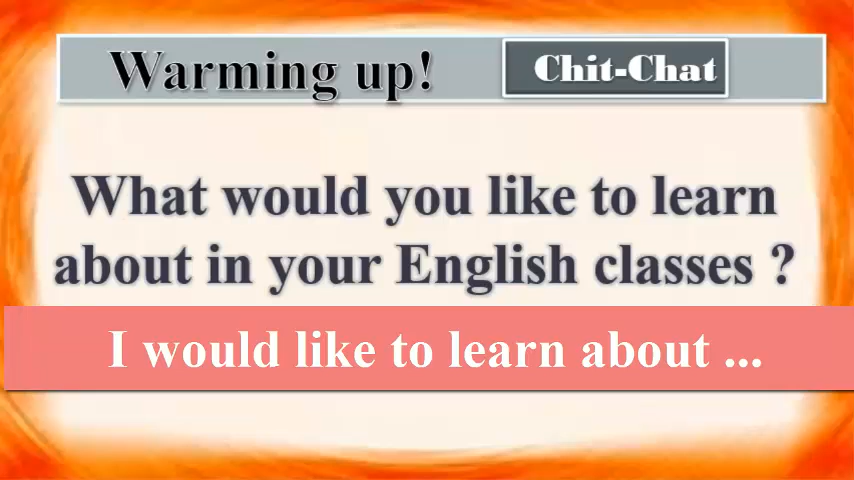 Warming up!
Chit-Chat
What would you like to learn
about in your English classes ?
I would like to learn about ...